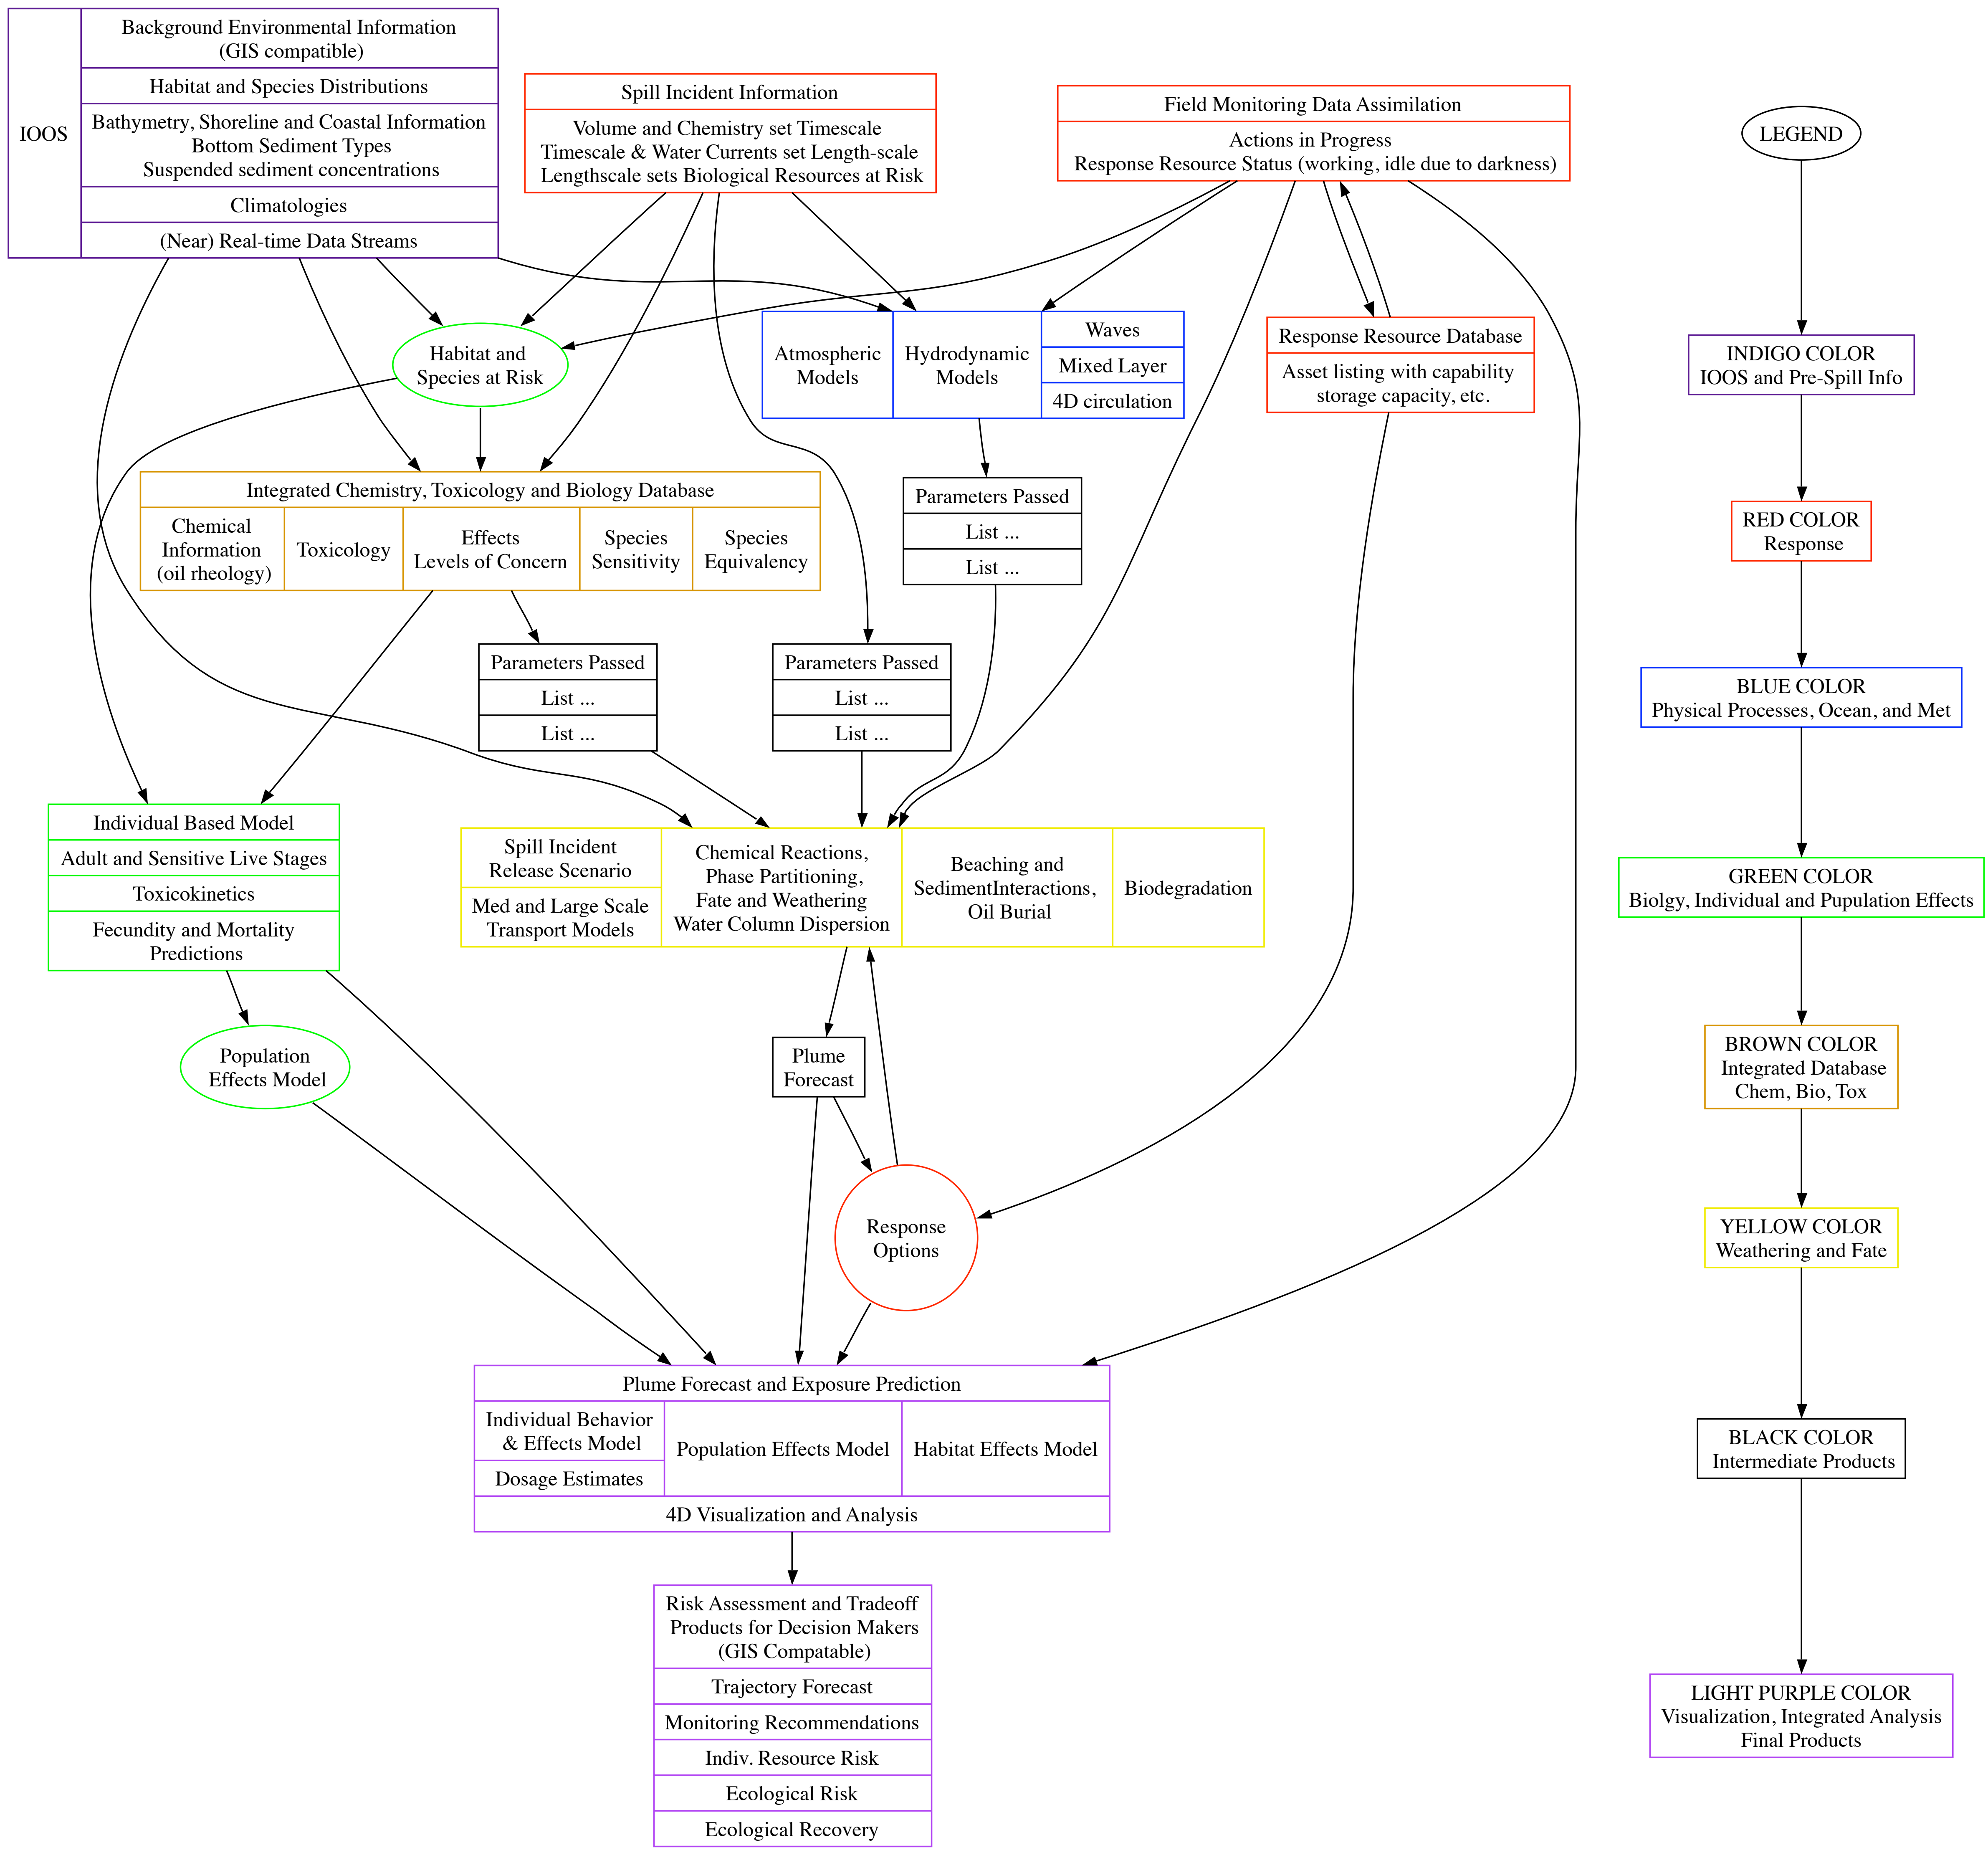 IOOS
Background Environmental Information
(GIS compatible)
Habitat and Species Distributions
Bathymetry, Shoreline and Coastal Information
Bottom Sediment Types
Suspended sediment concentrations
Climatologies
(Near) Real-time Data Streams
Spill Incident Information
Volume and Chemistry set Timescale
Timescale & Water Currents set Length-scale
Lengthscale sets Biological Resources at Risk
Field Monitoring Data Assimilation
Actions in Progress
Response Resource Status (working, idle due to darkness)
Habitat and
Species at Risk
Atmospheric
Models
Hydrodynamic
Models
Waves
Mixed Layer
4D circulation
Response Resource Database
Asset listing with capability
storage capacity, etc.
Integrated Chemistry, Toxicology and Biology Database
Chemical
Information
(oil rheology)
Toxicology
Effects
Levels of Concern
Species
Sensitivity
Species
Equivalency
Parameters Passed
List ...
List ...
Parameters Passed
List ...
List ...
Parameters Passed
List ...
List ...
Individual Based Model
Adult and Sensitive Live Stages
Toxicokinetics
Fecundity and Mortality
Predictions
Spill Incident
Release Scenario
Med and Large Scale
Transport Models
Chemical Reactions,
Phase Partitioning,
Fate and Weathering
Water Column Dispersion
Beaching and
SedimentInteractions,
Oil Burial
Biodegradation
Population
Effects Model
Plume
Forecast
Response
Options
Plume Forecast and Exposure Prediction
Individual Behavior
& Effects Model
Dosage Estimates
Population Effects Model
Habitat Effects Model
4D Visualization and Analysis
Risk Assessment and Tradeoff
Products for Decision Makers
(GIS Compatable)
Trajectory Forecast
Monitoring Recommendations
Indiv. Resource Risk
Ecological Risk
Ecological Recovery
LEGEND
INDIGO COLOR
IOOS and Pre-Spill Info
RED COLOR
Response
BLUE COLOR
Physical Processes, Ocean, and Met
GREEN COLOR
Biolgy, Individual and Pupulation Effects
BROWN COLOR
Integrated Database
Chem, Bio, Tox
YELLOW COLOR
Weathering and Fate
BLACK COLOR
Intermediate Products
LIGHT PURPLE COLOR
Visualization, Integrated Analysis
Final Products